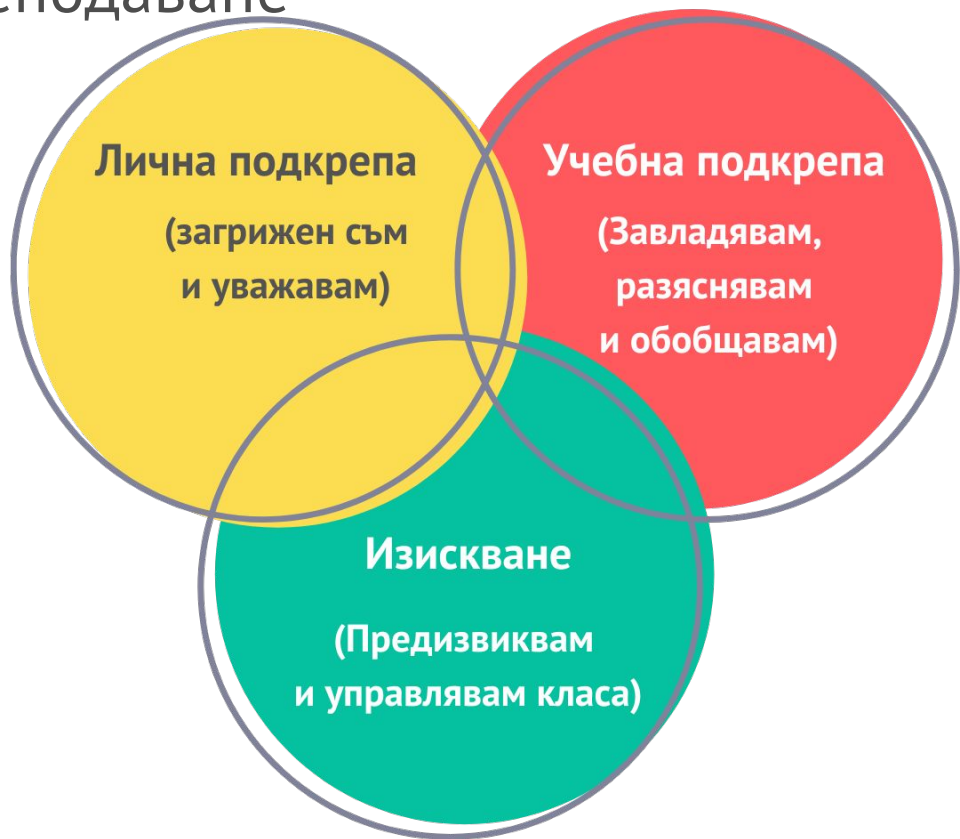 Лична подкрепа
(загрижен съм
и уважавам)
Учебна подкрепа
(Завладявам,
разяснявам
и обобщавам)
Изискване
(Предизвиквам
и управлявам класа)